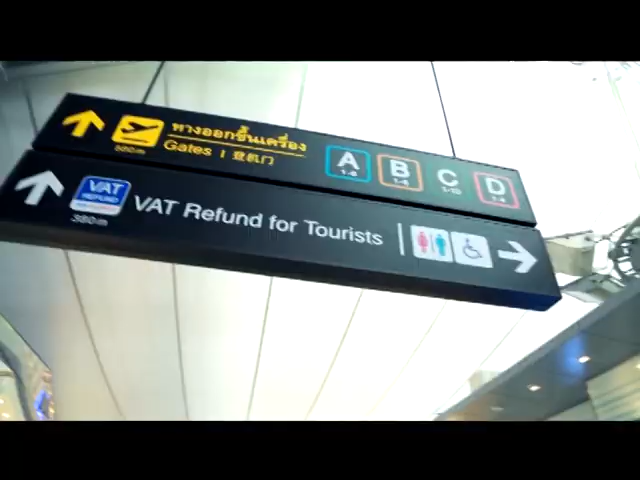 ทางออกขึ้นเครื่อง
Gates | 登机门
A B C D
VAT REFUND
380m
VAT Refund for Tourists